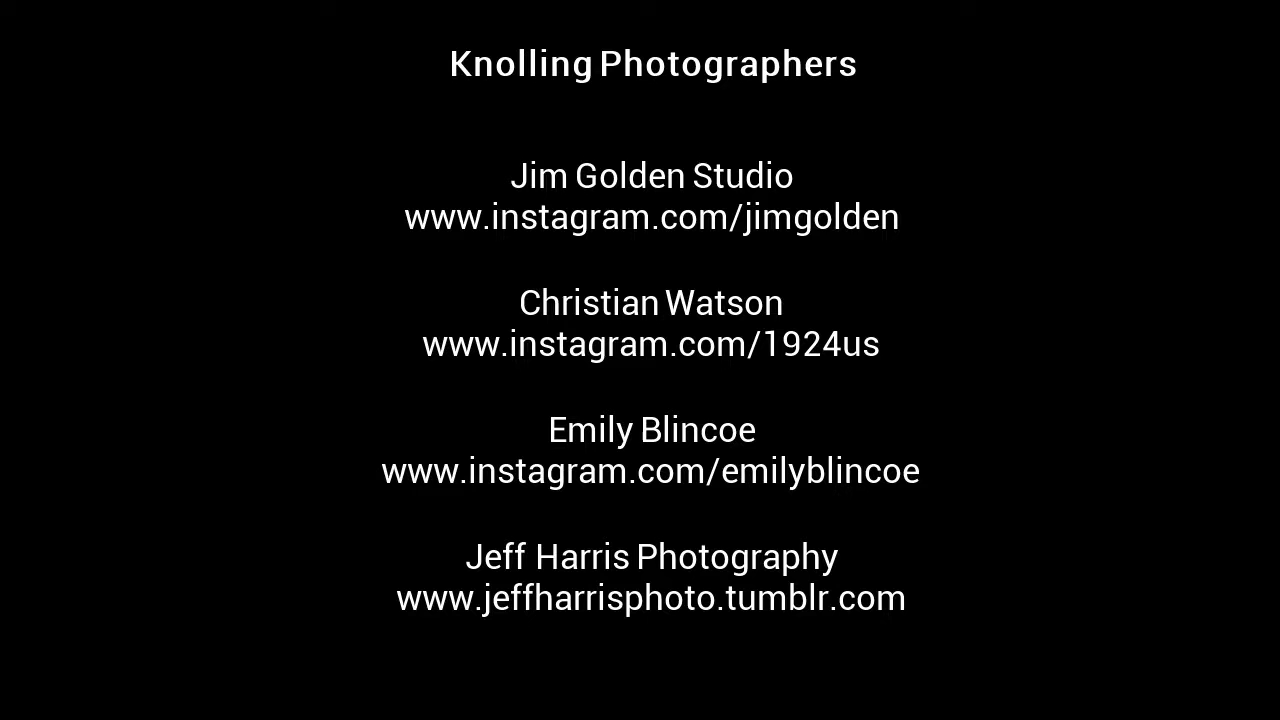 Knolling Photographers
Jim Golden Studio
www.instagram.com/jimgolden
Christian Watson
www.instagram.com/1924us
Emily Blincoe
www.instagram.com/emilyblincoe
Jeff Harris Photography
www.jeffharrisphoto.tumblr.com